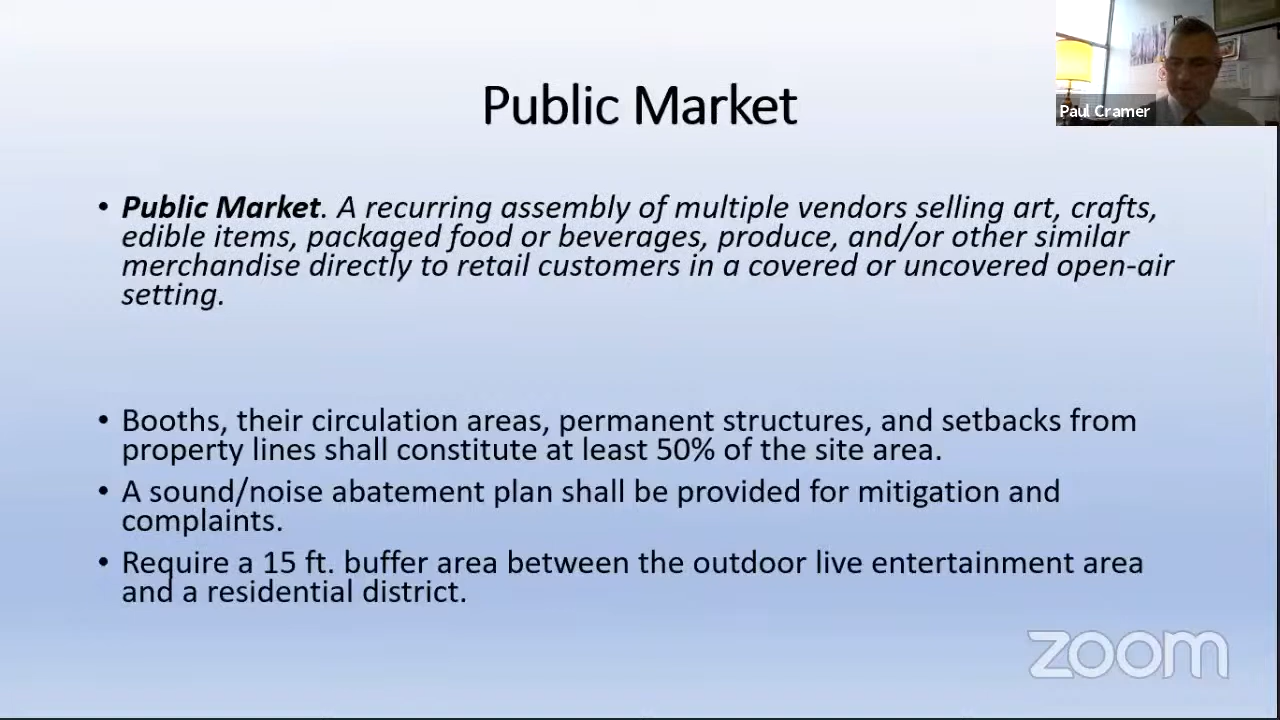 Public Market
Paul Cramer
• Public Market. A recurring assembly of multiple vendors selling art, crafts,
edible items, packaged food or beverages, produce, and/or other similar
merchandise directly to retail customers in a covered or uncovered open-air
setting.
• Booths, their circulation areas, permanent structures, and setbacks from
property lines shall constitute at least 50% of the site area.
• A sound/noise abatement plan shall be provided for mitigation and
complaints.
• Require a 15 ft. buffer area between the outdoor live entertainment area
and a residential district.
zoom